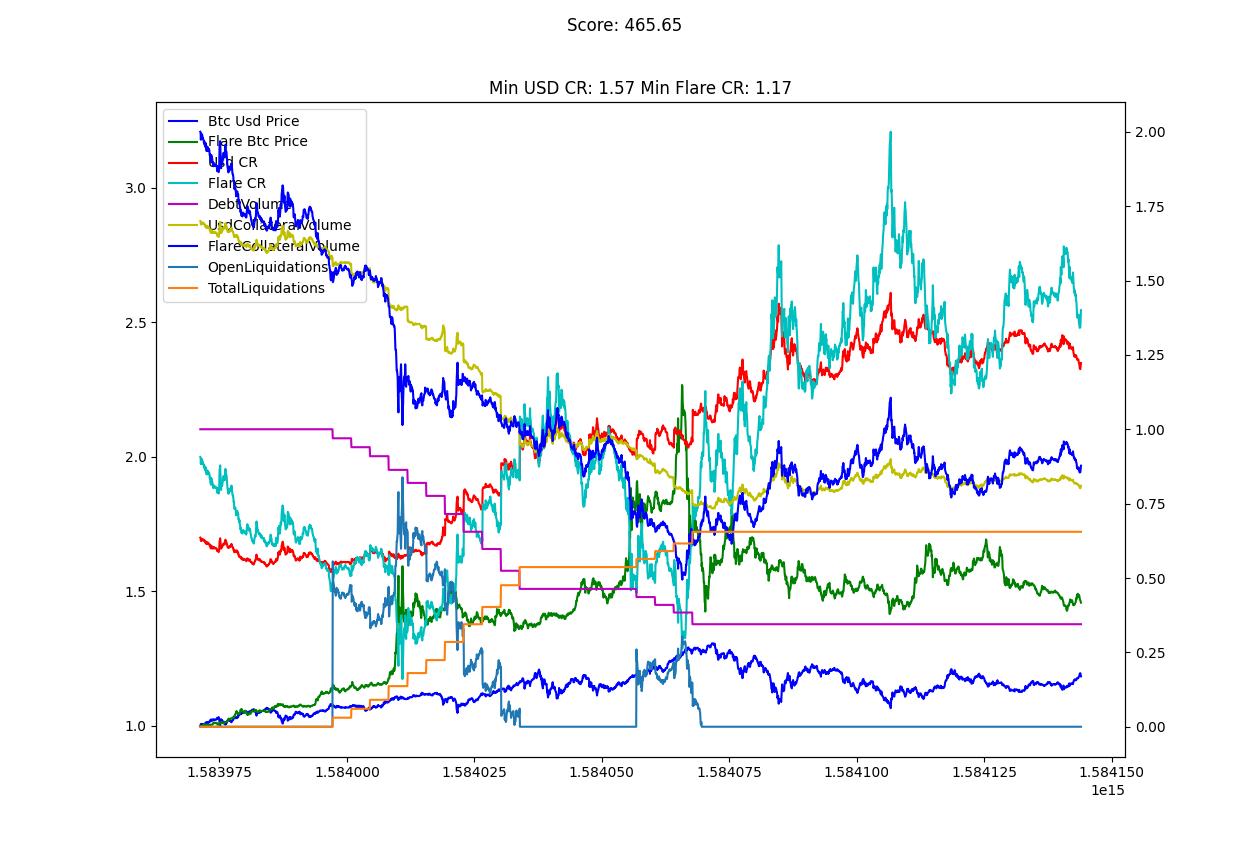 Score: 465.65
Min USD CR: 1.57 Min Flare CR: 1.17
Btc Usd Price
Flare Btc Price
Usd CR
Flare CR
DebtVolume
UsdCollateralVolume
FlareCollateralVolume
OpenLiquidations
TotalLiquidations
3.0
2.5
2.0
1.5
1.0
2.00
1.75
1.50
1.25
1.00
0.75
0.50
0.25
0.00
1.583975 1.584000 1.584025 1.584050 1.584075 1.584100 1.584125 1.584150
1e15